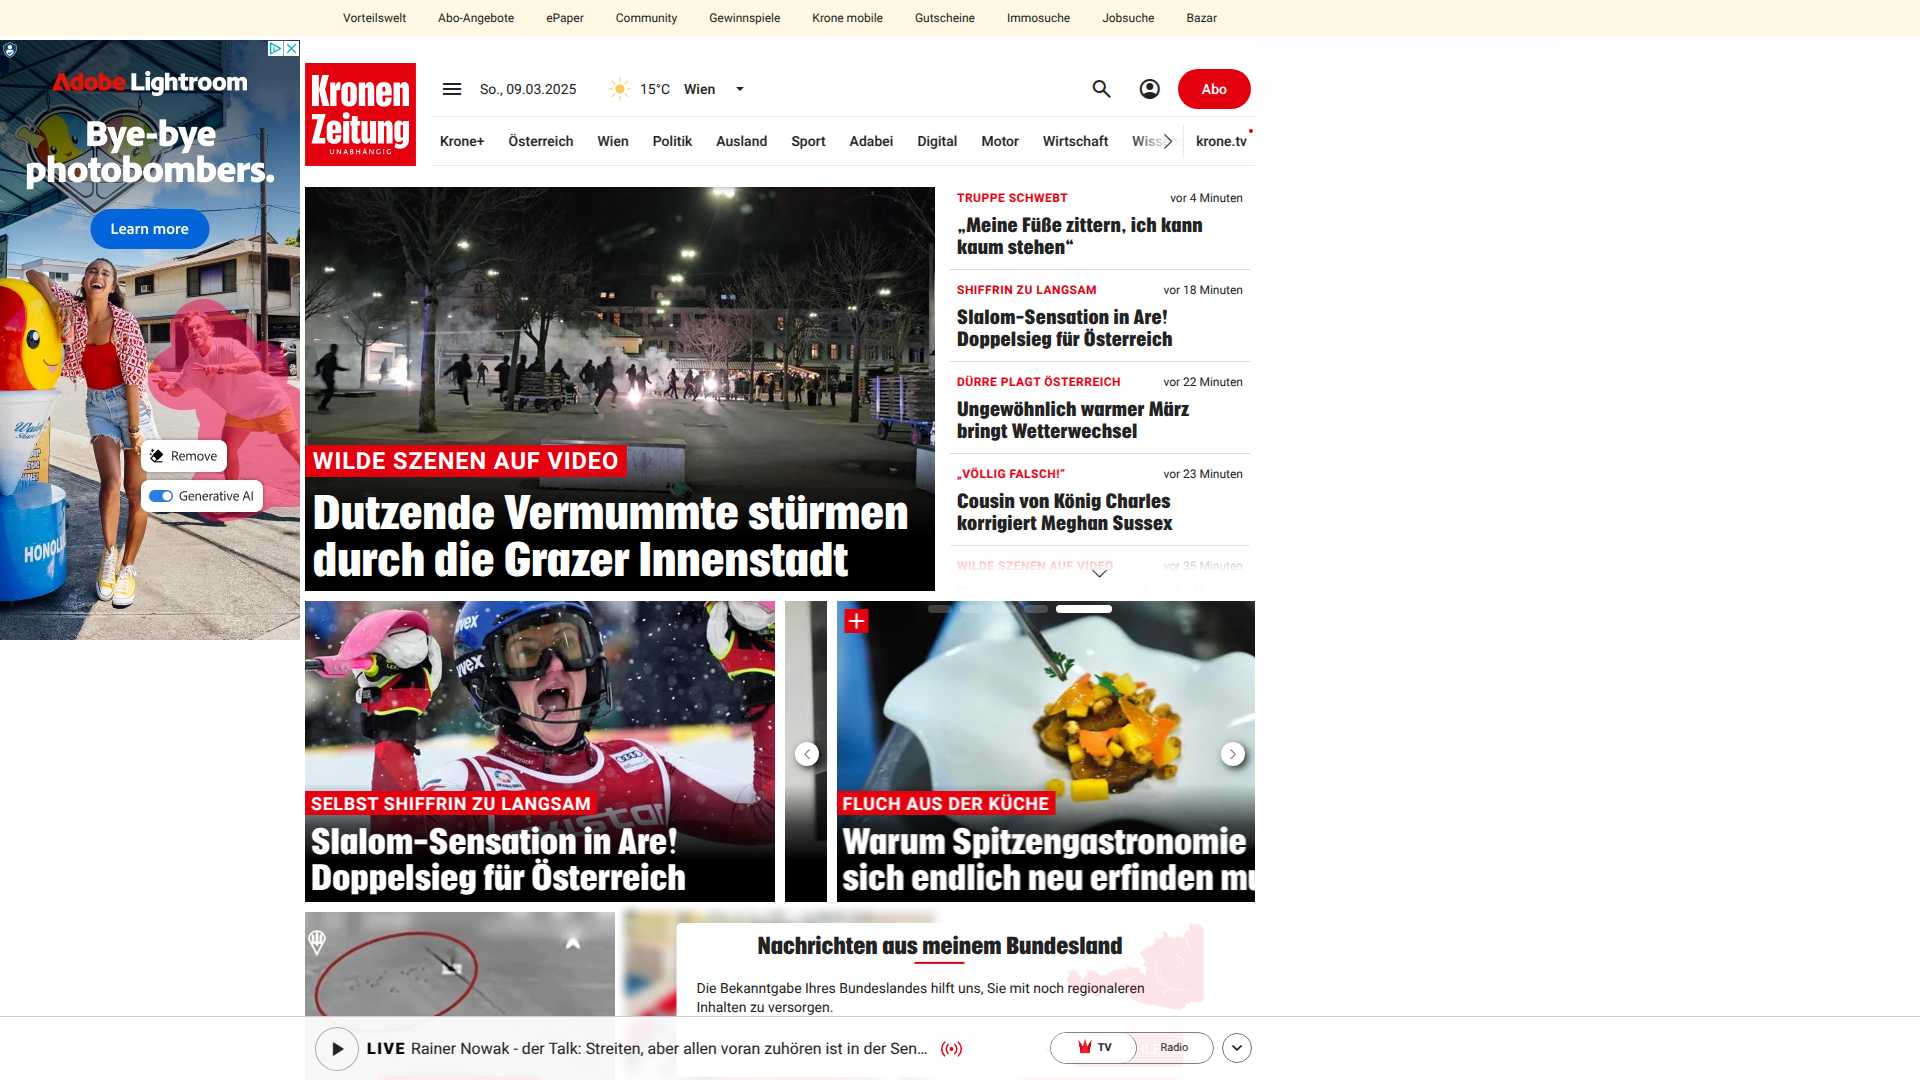 Vorteilswelt Abo-Angebote ePaper Community Gewinnspiele Krone mobile Gutscheine Immosuche Jobsuche Bazar
Adobe Lightroom
Bye-bye
photobombers.
Learn more
Remove
Generative AI
Kronen
Zeitung
UNABHÄNGIG
So., 09.03.2025
15°C Wien
Abo
Krone+ Österreich Wien Politik Ausland Sport Adabei Digital Motor Wirtschaft krone.tv
WILDE SZENEN AUF VIDEO
Dutzende Vermummte stürmen
durch die Grazer Innenstadt
TRUPPE SCHWEBT vor 4 Minuten
„Meine Füße zittern, ich kann
kaum stehen“
SHIFFRIN ZU LANGSAM vor 18 Minuten
Slalom-Sensation in Are!
Doppelsieg für Österreich
DÜRRE PLAGT ÖSTERREICH vor 22 Minuten
Ungewöhnlich warmer März
bringt Wetterwechsel
„VÖLLIG FALSCH!“ vor 23 Minuten
Cousin von König Charles
korrigiert Meghan Sussex
WILDE SZENEN AUF VIDEO vor 35 Minuten
uvex
uvex
SELBST SHIFFRIN ZU LANGSAM
Slalom-Sensation in Are!
Doppelsieg für Österreich
FLUCH AUS DER KÜCHE
Warum Spitzengastronomie
sich endlich neu erfinden mu
Nachrichten aus meinem Bundesland
Die Bekanntgabe Ihres Bundeslandes hilft uns, Sie mit noch regionaleren
Inhalten zu versorgen.
LIVE Rainer Nowak - der Talk: Streiten, aber allen voran zuhören ist in der Sen...
TV Radio